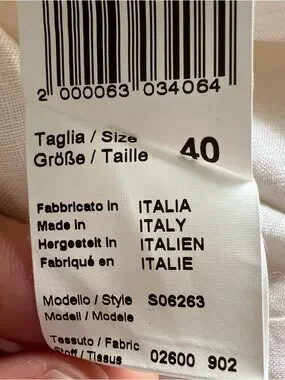 2 000063 034064
Taglia / Size
Größe / Taille 40
Fabbricato in ITALIA
Made in ITALY
Hergestelt in ITALIEN
Fabriqué en ITALIE
Modello / Style S06263
Modell / Modele
Tessuto / Fabric
Stoff / Tissus 02600 902